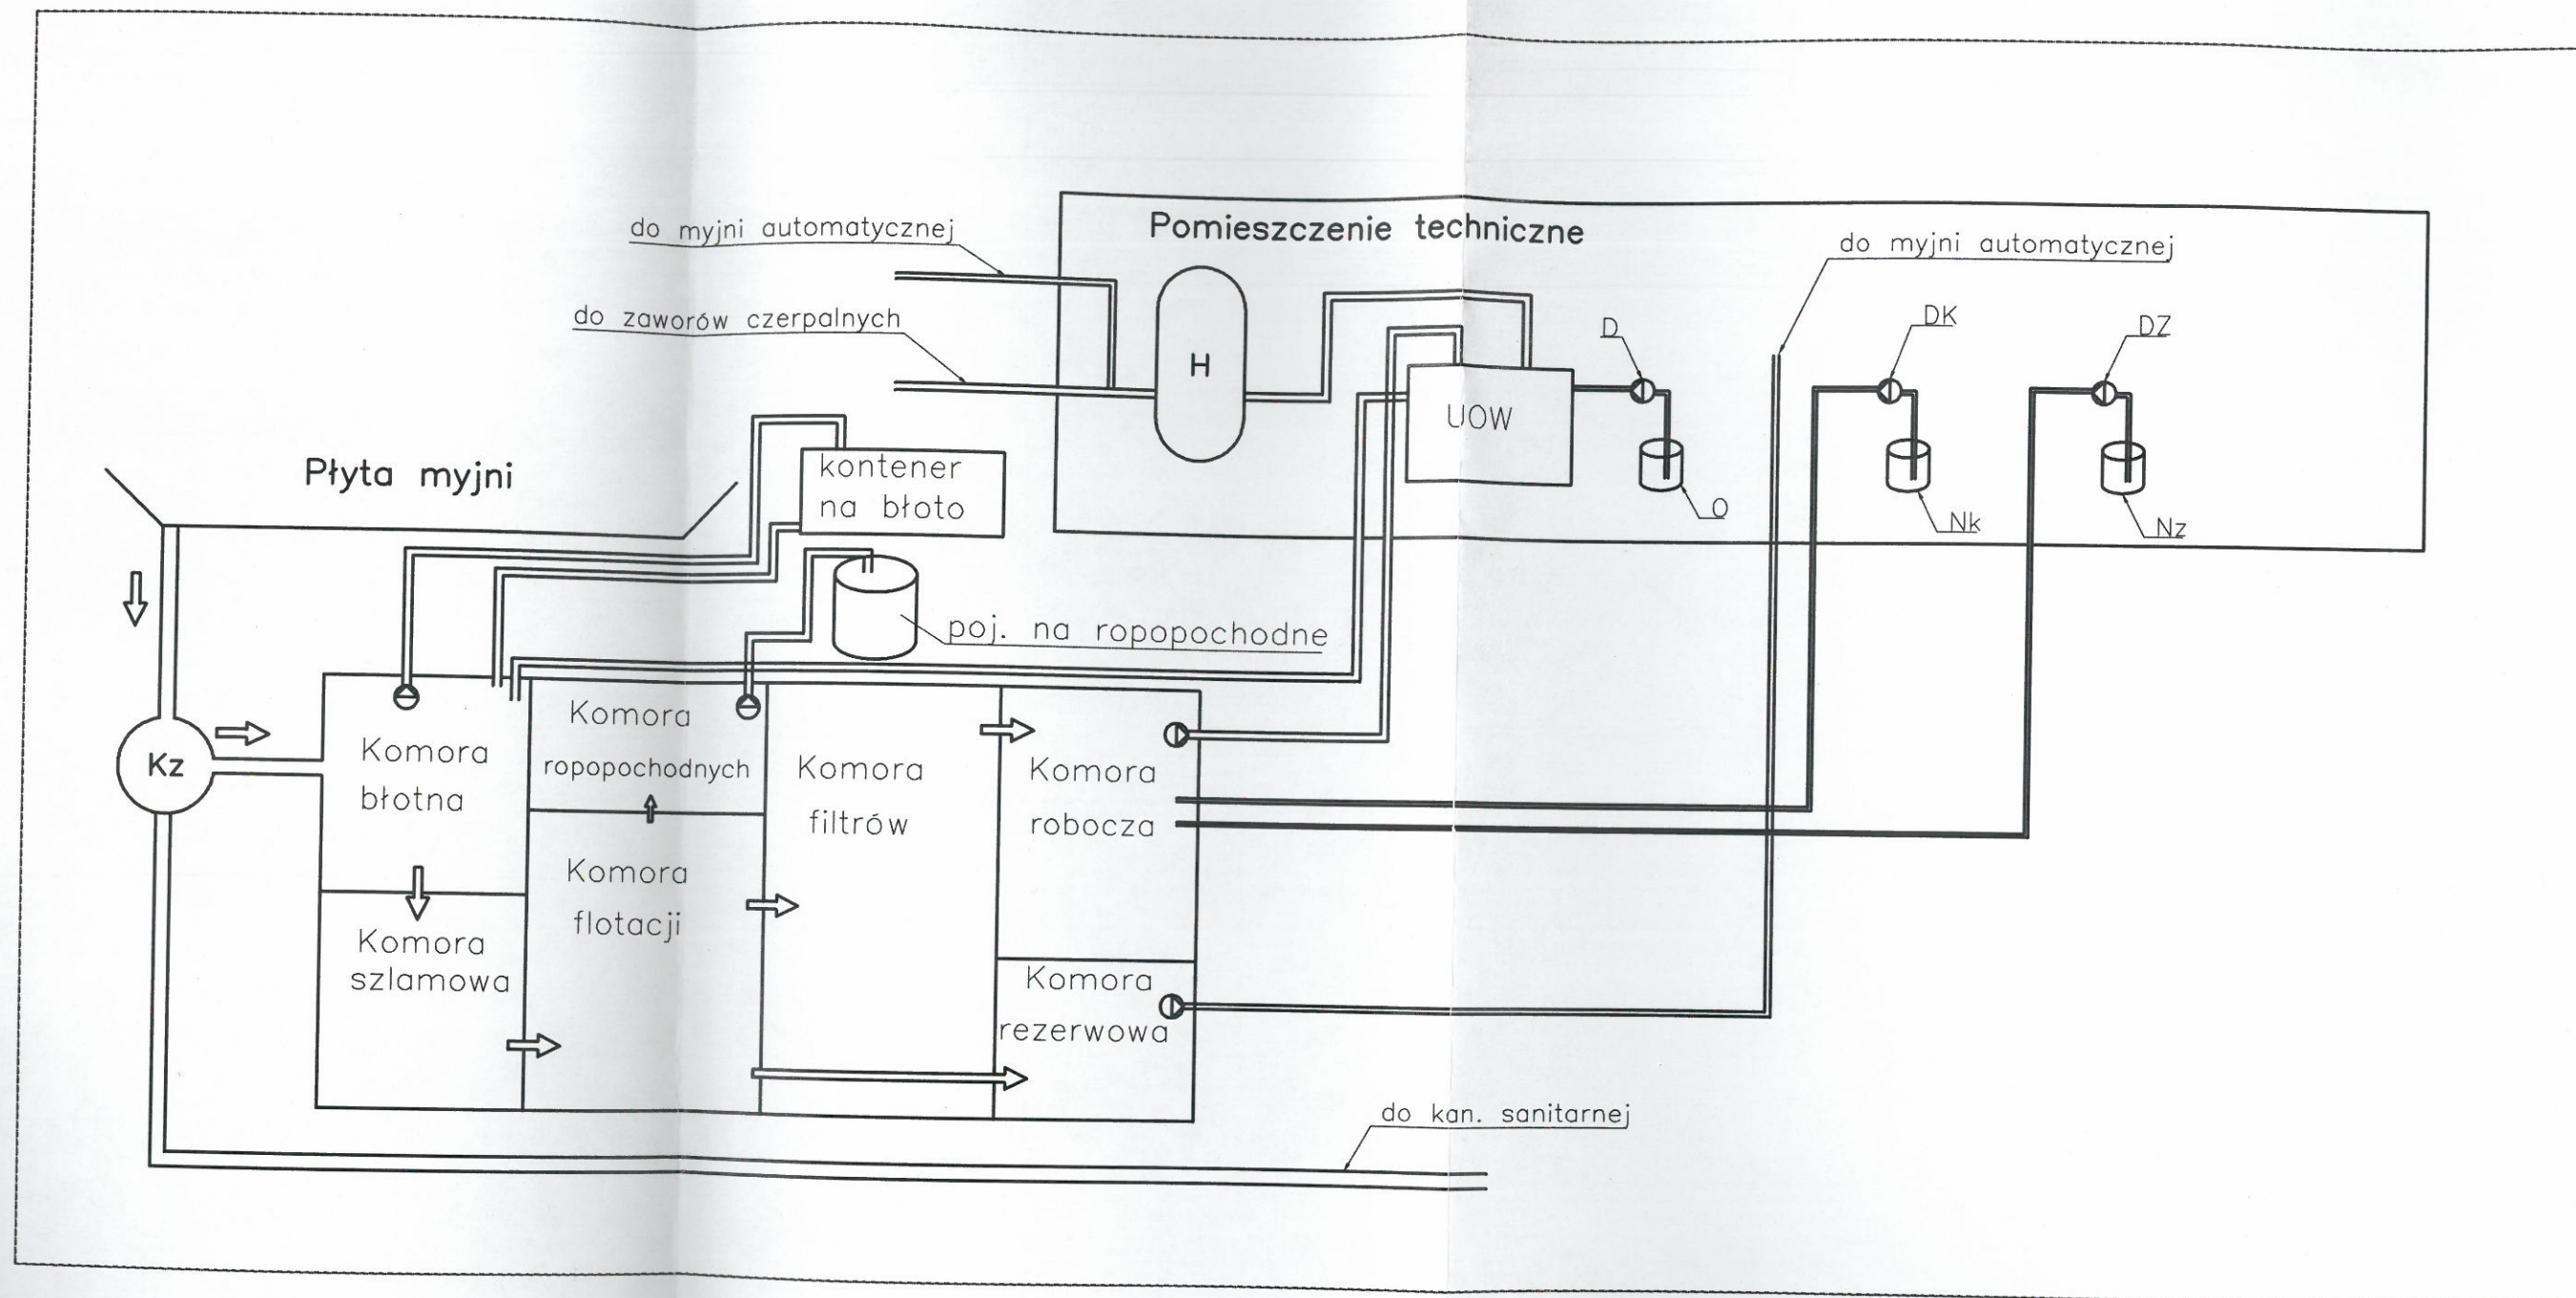 do myjni automatycznej
Pomieszczenie techniczne
do myjni automatycznej
do zaworów czerpalnych
H
D
DK
DZ
UOW
Płyta myjni
kontener
na błoto
O
Nk
Nz
poj. na ropopochodne
Kz
Komora
błotna
Komora
ropopochodnych
Komora
filtrów
Komora
robocza
Komora
szlamowa
Komora
flotacji
Komora
rezerwowa
do kan. sanitarnej